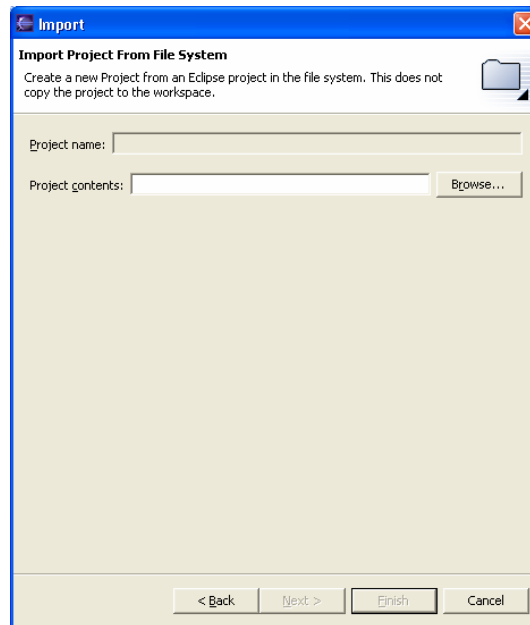 Import
Import Project From File System
Create a new Project from an Eclipse project in the file system. This does not
copy the project to the workspace.
Project name:
Project contents:
Browse...
< Back
Next >
Finish
Cancel